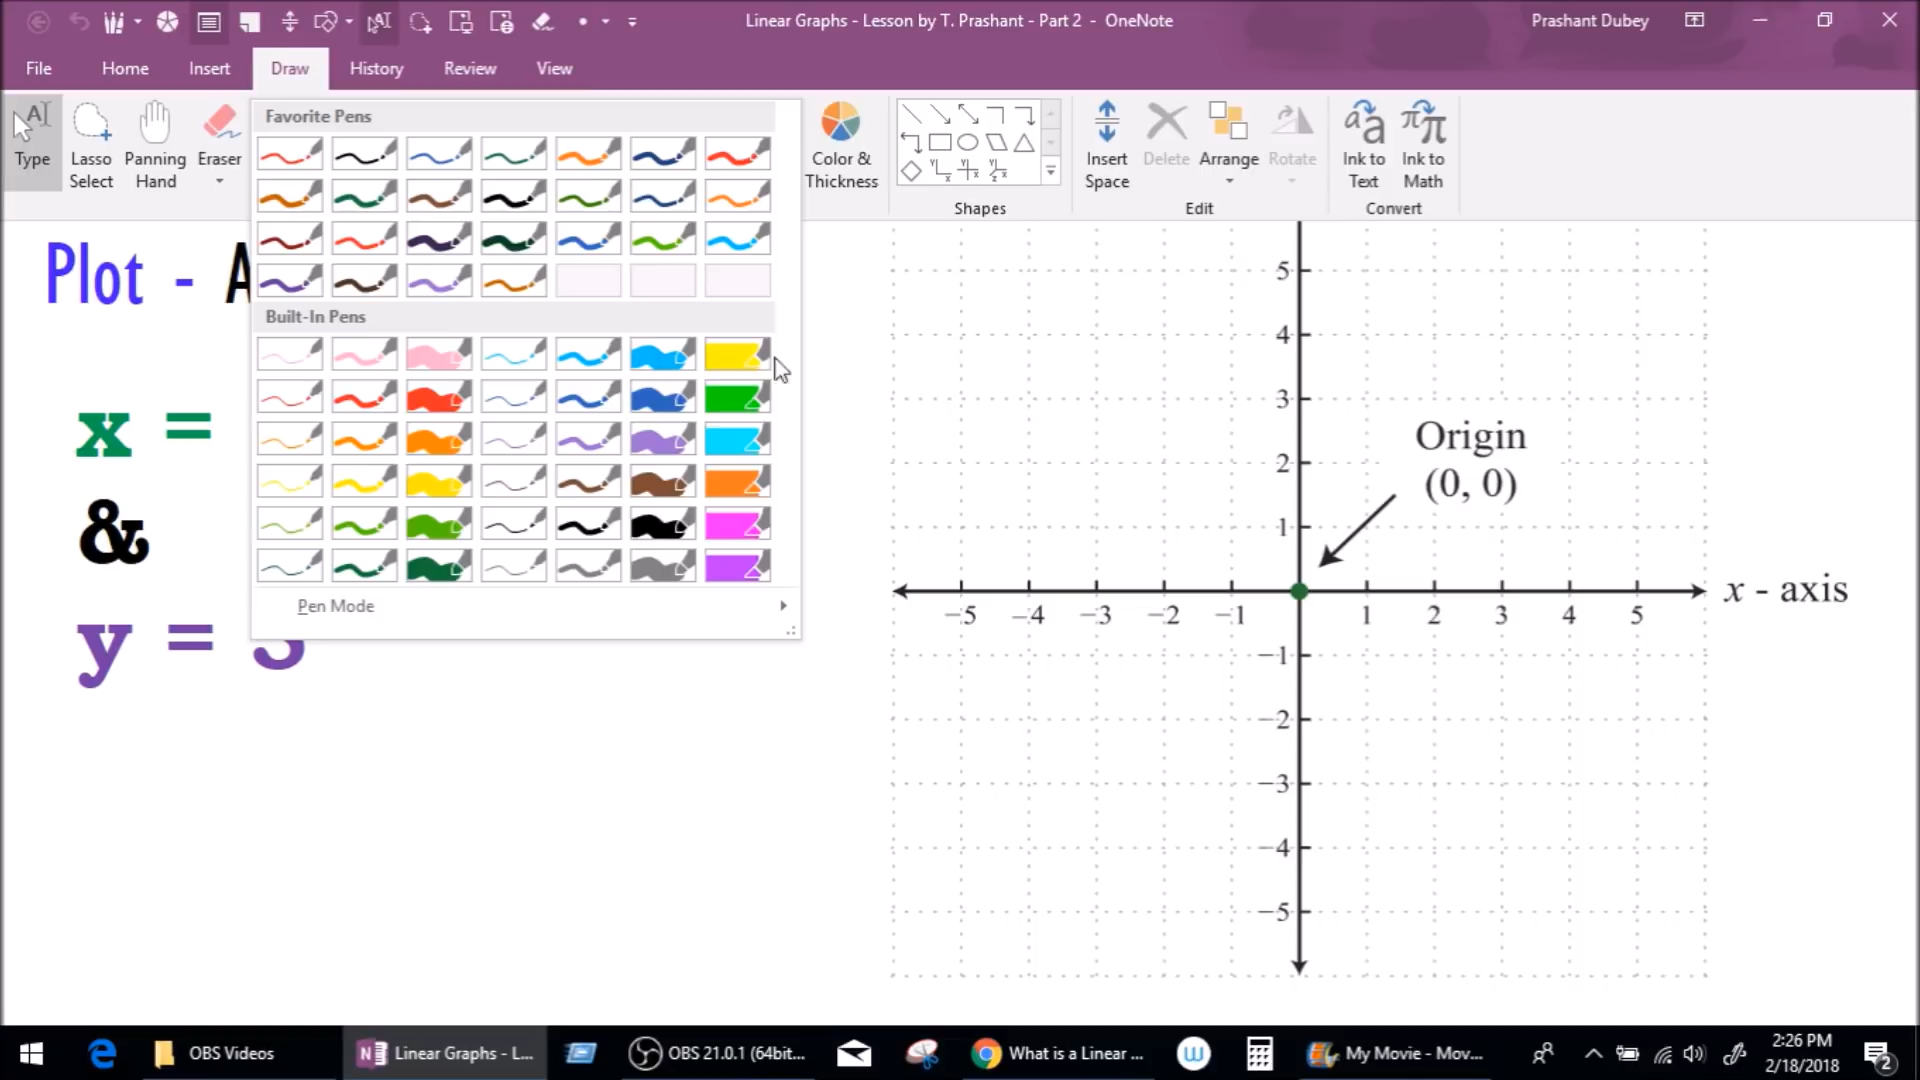 Linear Graphs - Lesson by T. Prashant - Part 2 - OneNote
Prashant Dubey
File Home Insert Draw History Review View
Type
Lasso Select
Panning Hand
Eraser
Favorite Pens
Built-In Pens
Pen Mode
Color & Thickness
Shapes
Insert Space
Delete
Arrange
Rotate
Edit
Ink to Text
Ink to Math
Convert
Plot - A
x =
&
y = 3
5
4
3
2
1
Origin
(0, 0)
x - axis
−5 −4 −3 −2 −1 1 2 3 4 5
−1
−2
−3
−4
−5
OBS Videos
Linear Graphs - L...
OBS 21.0.1 (64bit...
What is a Linear ...
My Movie - Mov...
2:26 PM
2/18/2018
2